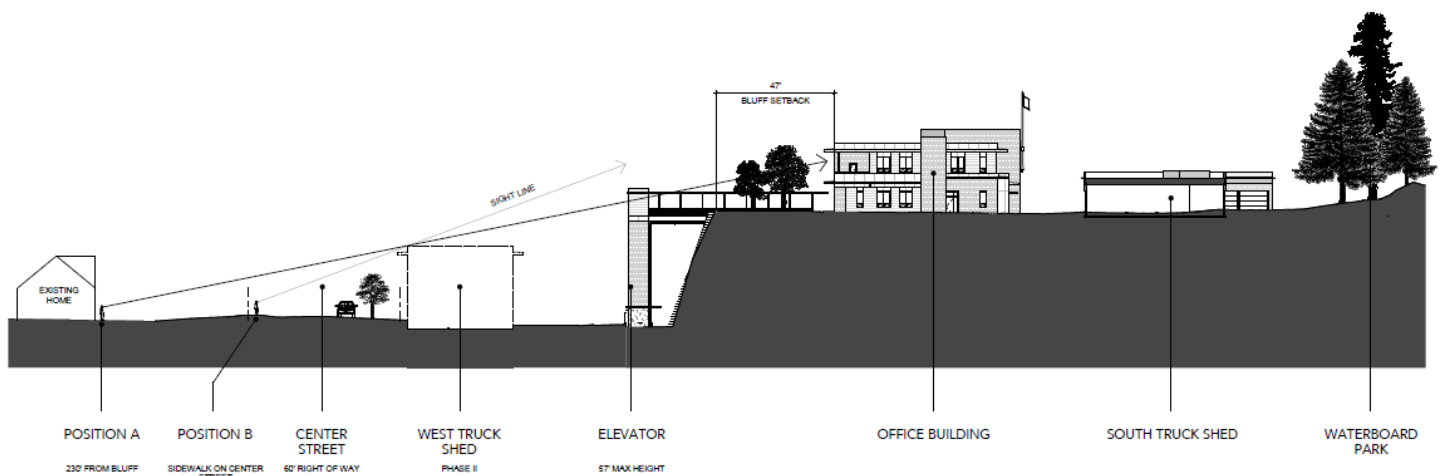 47'
BLUFF SETBACK
SIGHT LINE
EXISTING
HOME
POSITION A
230' FROM BLUFF
POSITION B
SIDEWALK ON CENTER
STREET
CENTER
STREET
60' RIGHT OF WAY
WEST TRUCK
SHED
PHASE II
ELEVATOR
57' MAX HEIGHT
OFFICE BUILDING
SOUTH TRUCK SHED
WATERBOARD
PARK